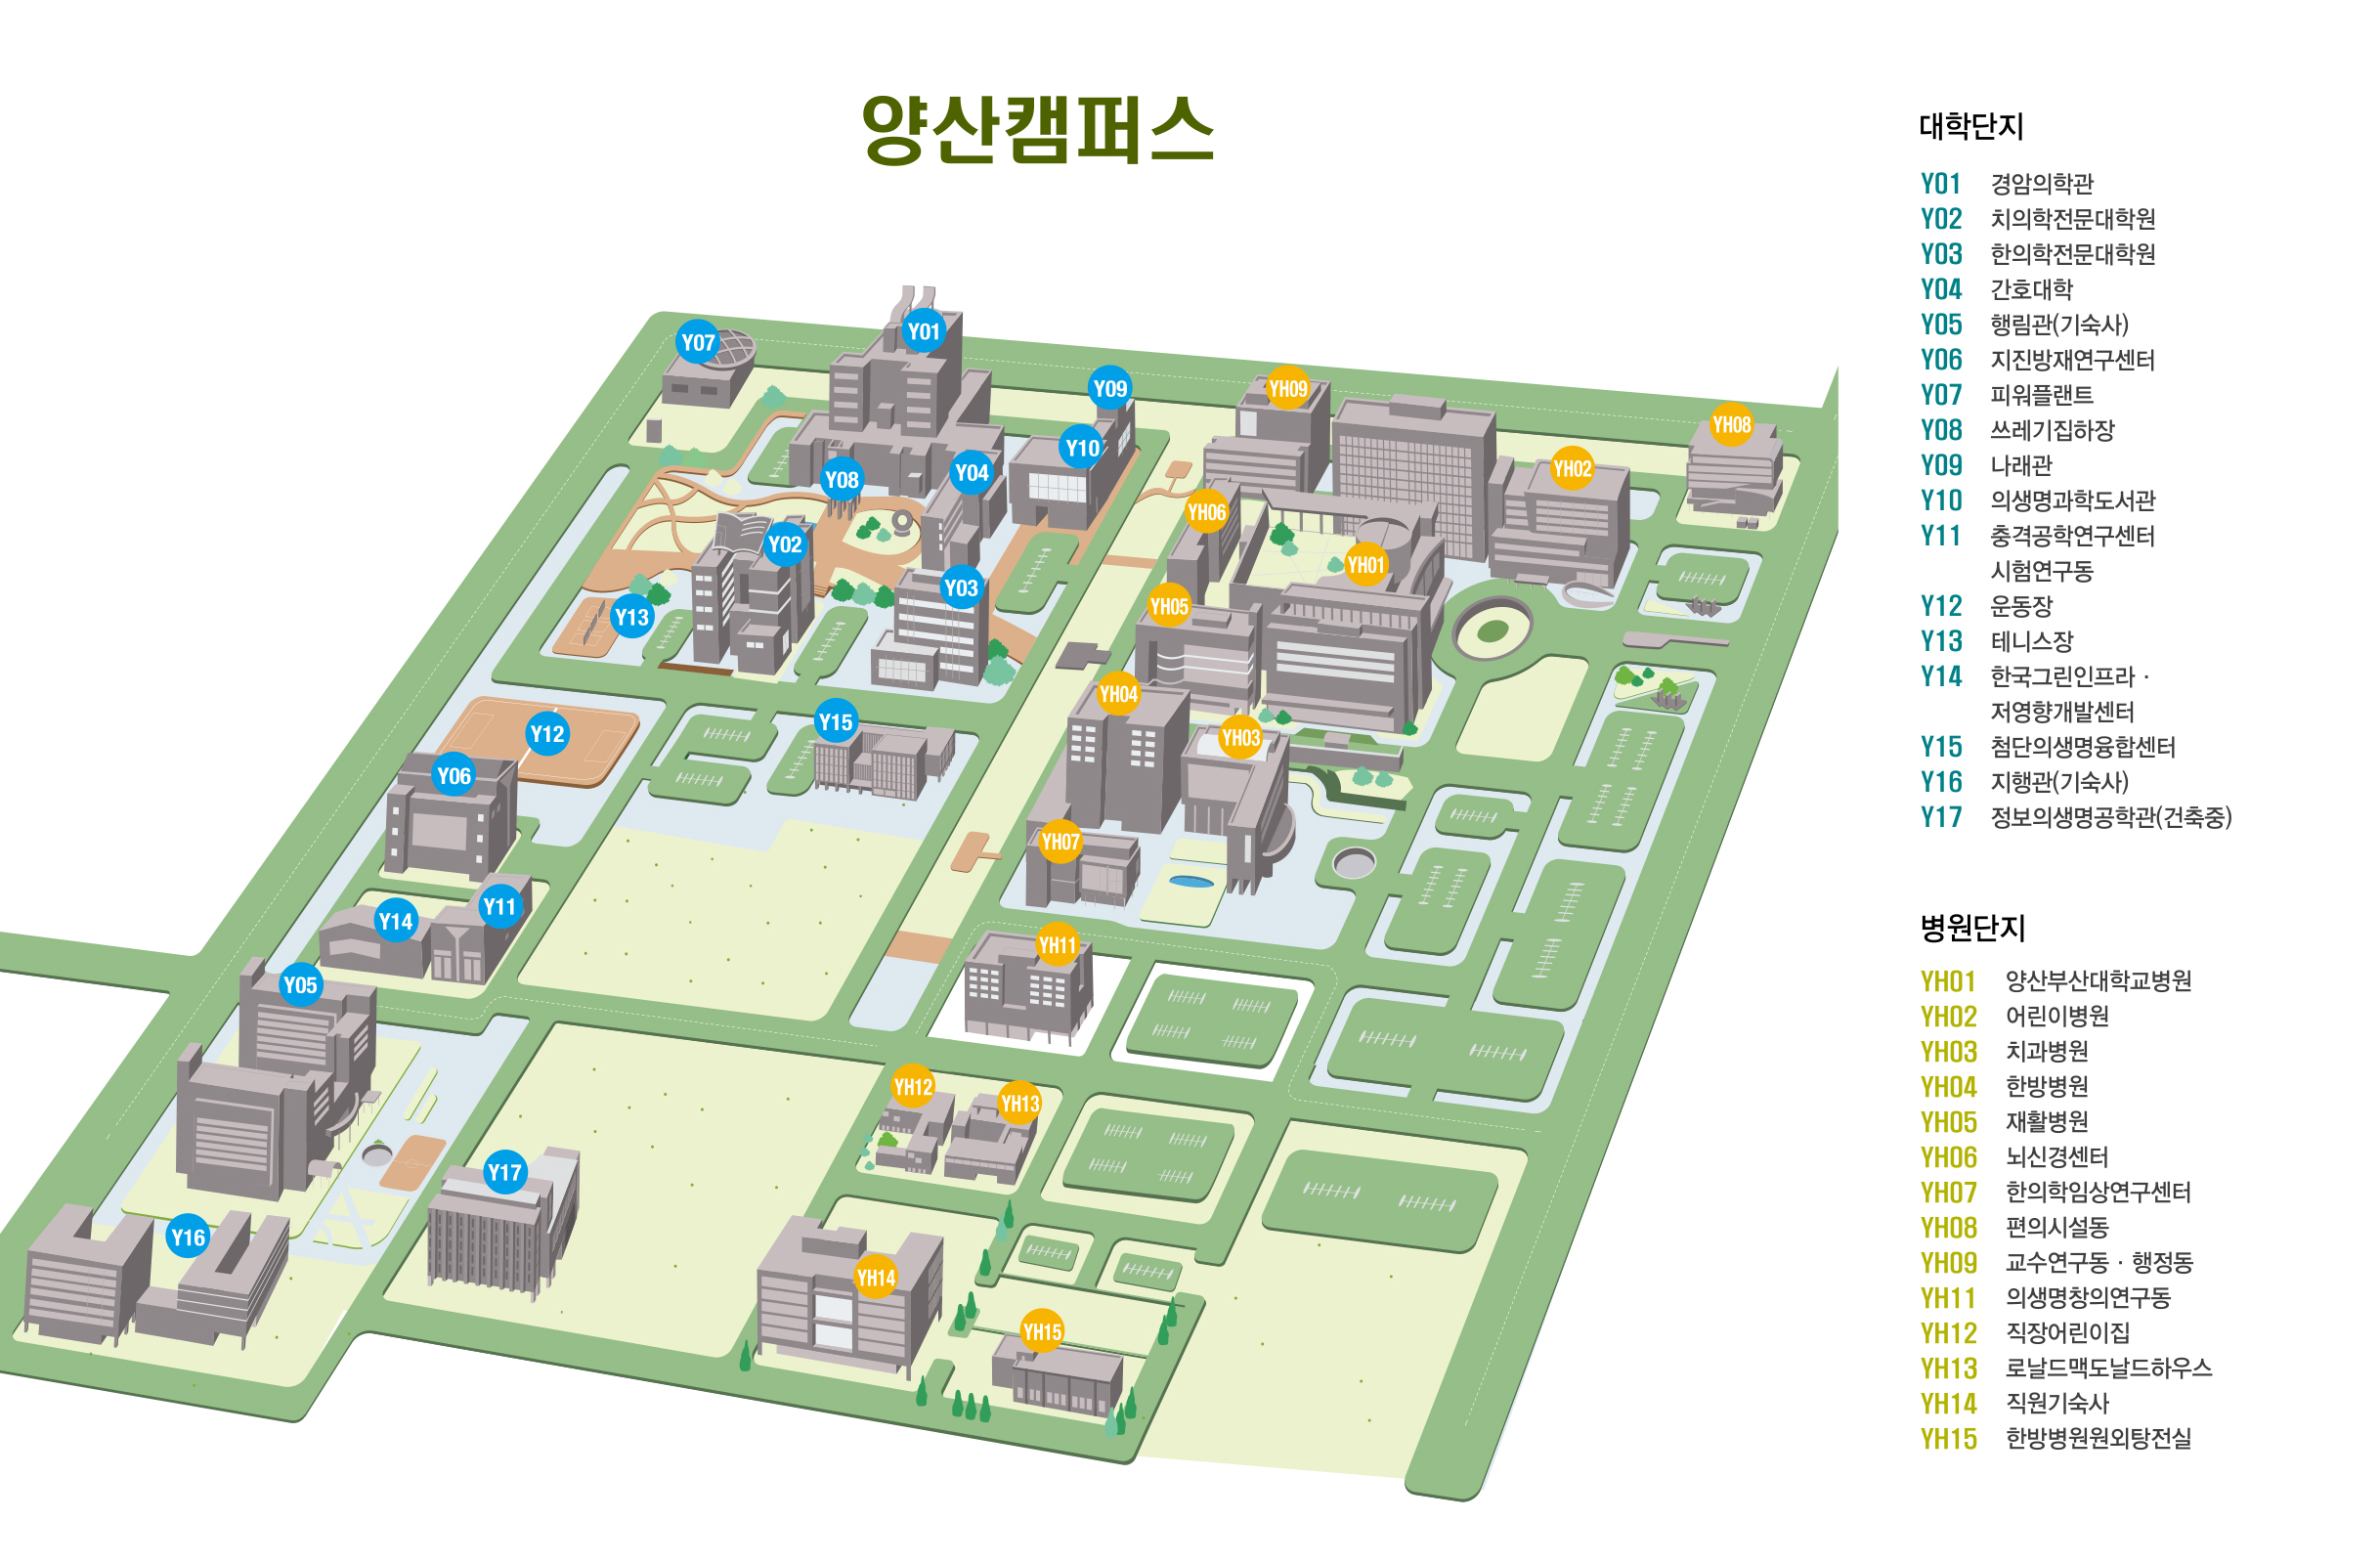 양산캠퍼스
대학단지
Y01 경암의학관
Y02 치의학전문대학원
Y03 한의학전문대학원
Y04 간호대학
Y05 행림관(기숙사)
Y06 지진방재연구센터
Y07 피워플랜트
Y08 쓰레기집하장
Y09 나래관
Y10 의생명과학도서관
Y11 충격공학연구센터
시험연구동
Y12 운동장
Y13 테니스장
Y14 한국그린인프라 ·
저영향개발센터
Y15 첨단의생명융합센터
Y16 지행관(기숙사)
Y17 정보의생명공학관(건축중)
병원단지
YH01 양산부산대학교병원
YH02 어린이병원
YH03 치과병원
YH04 한방병원
YH05 재활병원
YH06 뇌신경센터
YH07 한의학임상연구센터
YH08 편의시설동
YH09 교수연구동 · 행정동
YH11 의생명창의연구동
YH12 직장어린이집
YH13 로날드맥도날드하우스
YH14 직원기숙사
YH15 한방병원원외탕전실
Y01
Y07
Y09
YH09
YH08
Y10
Y04
YH02
Y08
YH06
Y02
YH01
Y03
YH05
Y13
YH04
Y15
Y12
YH03
Y06
YH07
Y11
Y14
YH11
Y05
YH12
YH13
Y17
Y16
YH14
YH15